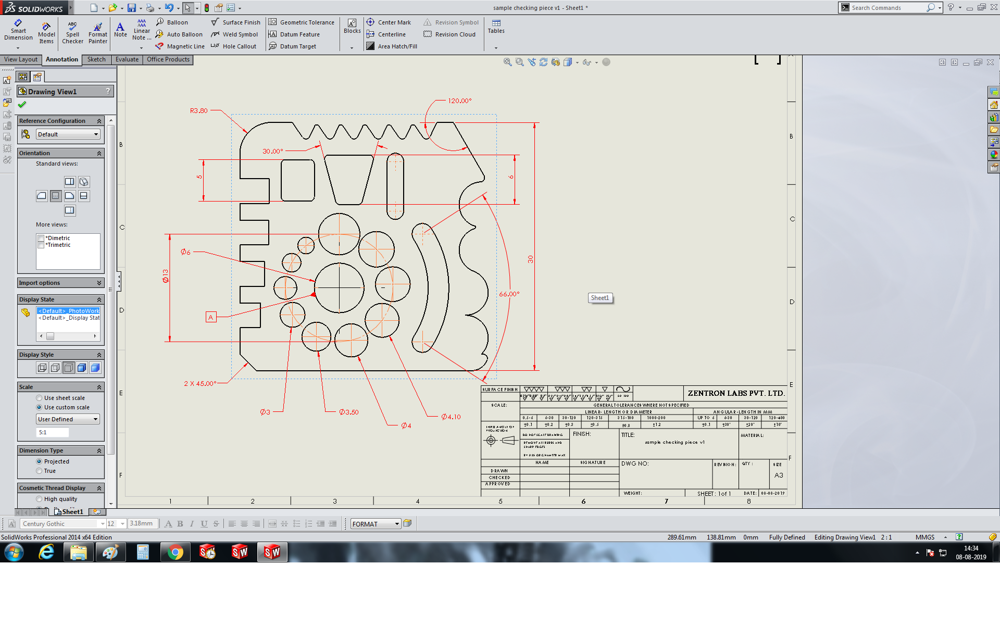 SOLIDWORKS
sample checking piece v1 - Sheet1 *
Search Commands
Smart Dimension
Model Items
Spell Checker
Format Painter
Note
Linear Note ...
Balloon
Auto Balloon
Magnetic Line
Surface Finish
Weld Symbol
Hole Callout
Geometric Tolerance
Datum Feature
Datum Target
Blocks
Center Mark
Centerline
Area Hatch/Fill
Revision Symbol
Revision Cloud
Tables
View Layout
Annotation
Sketch
Evaluate
Office Products
Drawing View1
?
Reference Configuration
Default
Orientation
Standard views:
More views:
*Dimetric
*Trimetric
Import options
Display State
<Default>_PhotoWork
<Default>_Display Stat
Display Style
Scale
Use sheet scale
Use custom scale
User Defined
5:1
Dimension Type
Projected
True
Cosmetic Thread Display
High quality
R3.80
120.00°
30.00°
5
6
30
Ø6
Ø13
A
66.00°
2 X 45.00°
Ø3
Ø3.50
Ø4
Ø4.10
Sheet1
B
C
D
E
F
B
C
D
E
F
SURFACE FINISH
ZENTRON LABS PVT. LTD.
SCALE:
GENERAL TOLERANCES WHERE NOT SPECIFIED
LINEAR- LENGTH OR DIAMETER
ANGULAR-LENGTH IN MM
0.5-6 6-30 30-120 120-315 315-100 1000-200 UP TO 6 6-30 30-120 120-400
±0.1 ±0.2 ±0.3 ±0.5 ±0.8 ±1.2 ±0.1 ±30' ±20' ±10'
THIRD ANGLE OF PROJECTION
DO NOT SCALE DRAWING
REMOVE ALL BURRS AND SHARP EDGES
FINISH:
TITLE:
sample checking piece v1
MATERIAL:
NAME
SIGNATURE
DWG NO:
REVISION:
QTY :
SIZE
A3
DRAWN
CHECKED
APPROVED
WEIGHT:
SHEET : 1 of 1
DATE: 08-08-2019
1 2 3 4 5 6 7 8
Sheet1
Century Gothic
12
3.18mm
A B I U S
FORMAT
SolidWorks Professional 2014 x64 Edition
289.61mm 138.81mm 0mm Fully Defined Editing Drawing View1 2 : 1 MMGS
14:34
08-08-2019